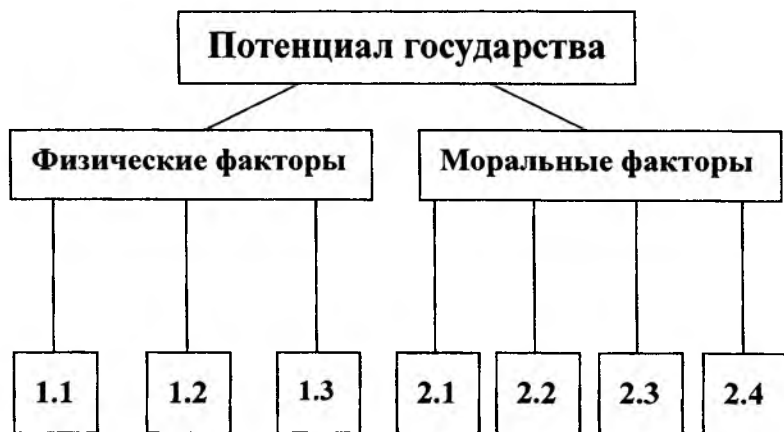 Потенциал государства
Физические факторы Моральные факторы
1.1 1.2 1.3 2.1 2.2 2.3 2.4